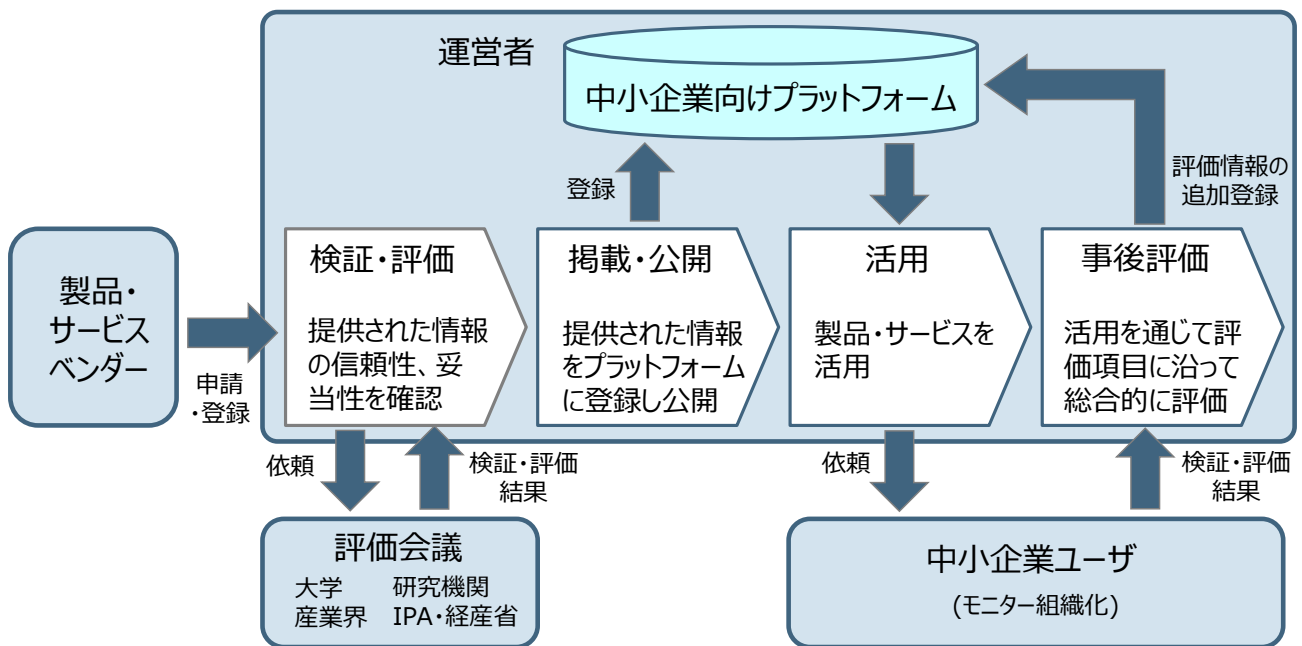 運営者
中小企業向けプラットフォーム
登録
評価情報の
追加登録
製品・
サービス
ベンダー
申請
・登録
検証・評価
提供された情報
の信頼性、妥
当性を確認
掲載・公開
提供された情報
をプラットフォーム
に登録し公開
活用
製品・サービスを
活用
事後評価
活用を通じて評
価項目に沿って
総合的に評価
依頼
検証・評価
結果
依頼
検証・評価
結果
評価会議
大学 研究機関
産業界 IPA・経産省
中小企業ユーザ
(モニター組織化)